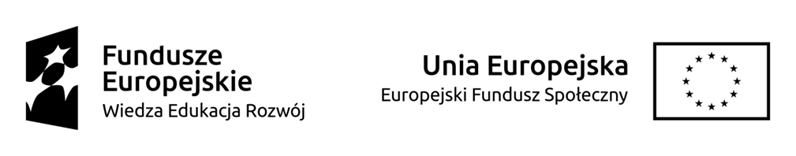 Fundusze
Europejskie
Wiedza Edukacja Rozwój
Unia Europejska
Europejski Fundusz Społeczny